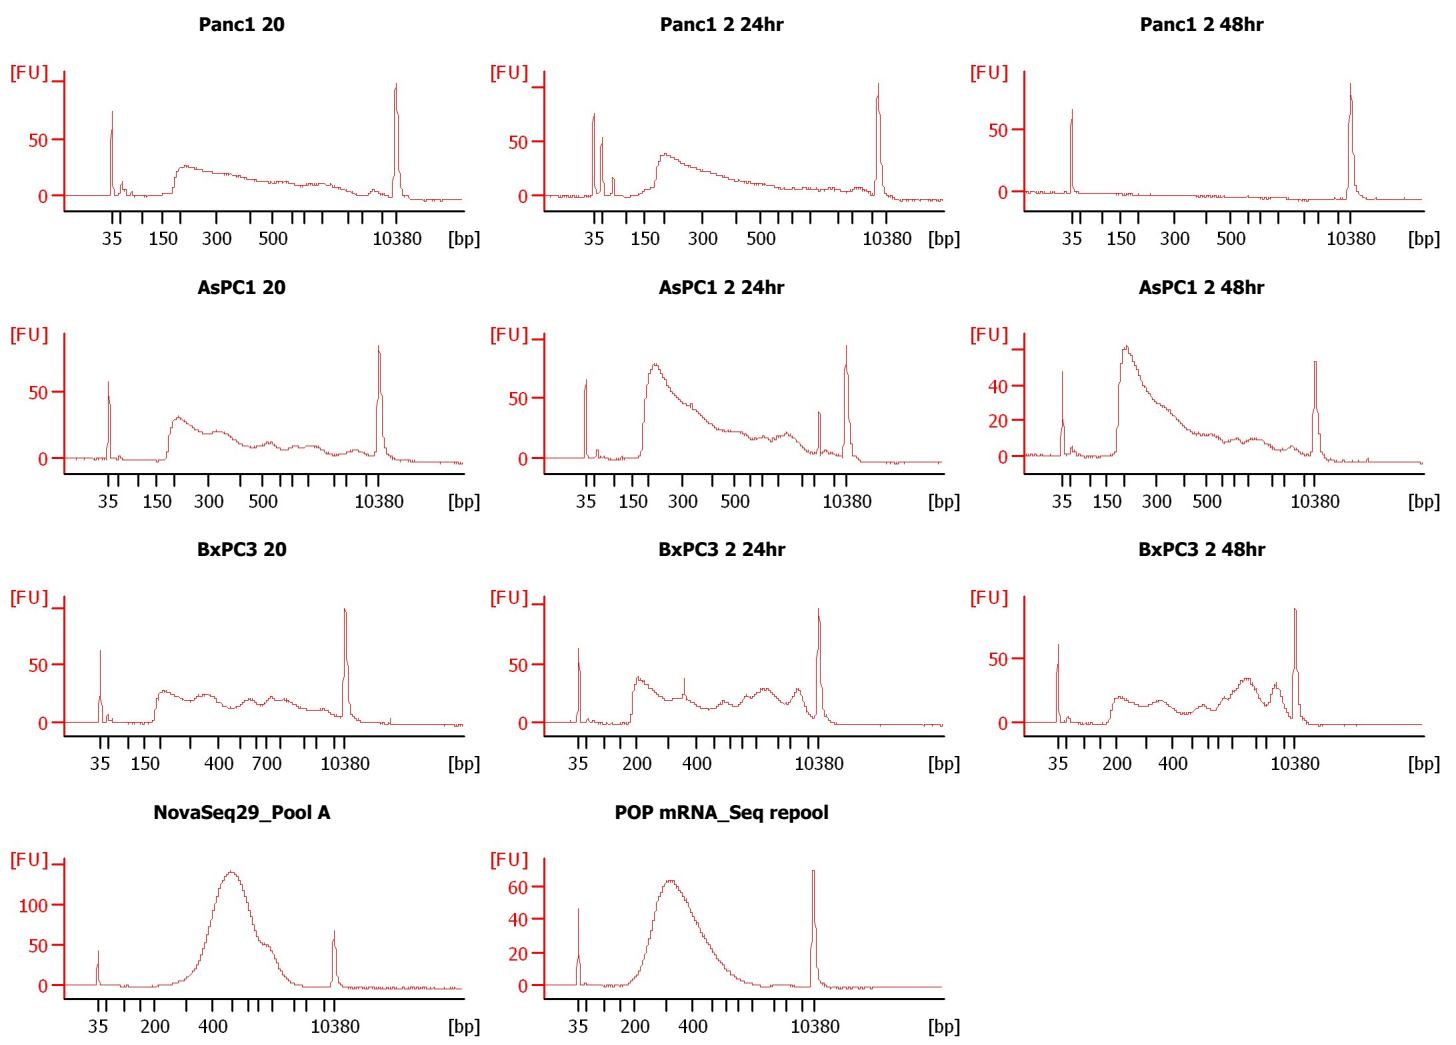 Panc1 20 Panc1 2 24hr Panc1 2 48hr
[FU] [FU] [FU]
50 50 50
0 0 0
35 150 300 500 10380 [bp] 35 150 300 500 10380 [bp] 35 150 300 500 10380 [bp]
AsPC1 20 AsPC1 2 24hr AsPC1 2 48hr
[FU] [FU] [FU]
50 50 40
20
0 0 0
35 150 300 500 10380 [bp] 35 150 300 500 10380 [bp] 35 150 300 500 10380 [bp]
BxPC3 20 BxPC3 2 24hr BxPC3 2 48hr
[FU] [FU] [FU]
50 50 50
0 0 0
35 150 400 700 10380 [bp] 35 200 400 10380 [bp] 35 200 400 10380 [bp]
NovaSeq29_Pool A POP mRNA_Seq repool
[FU] [FU]
100 60
50 40
20
0 0
35 200 400 10380 [bp] 35 200 400 10380 [bp]